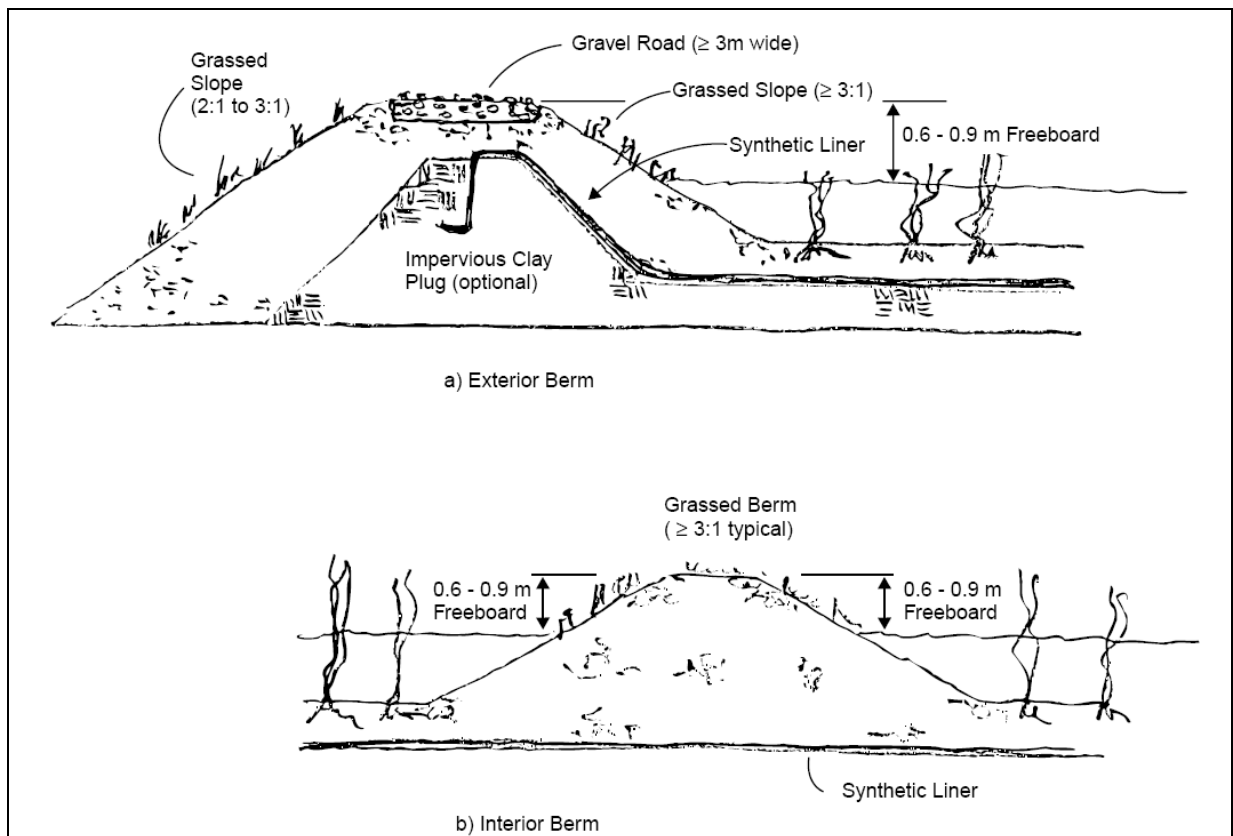 Gravel Road (≥ 3m wide)
Grassed
Slope
(2:1 to 3:1)
Grassed Slope (≥ 3:1)
Synthetic Liner
0.6 - 0.9 m Freeboard
Impervious Clay
Plug (optional)
a) Exterior Berm
Grassed Berm
( ≥ 3:1 typical)
0.6 - 0.9 m
Freeboard
0.6 - 0.9 m
Freeboard
Synthetic Liner
b) Interior Berm